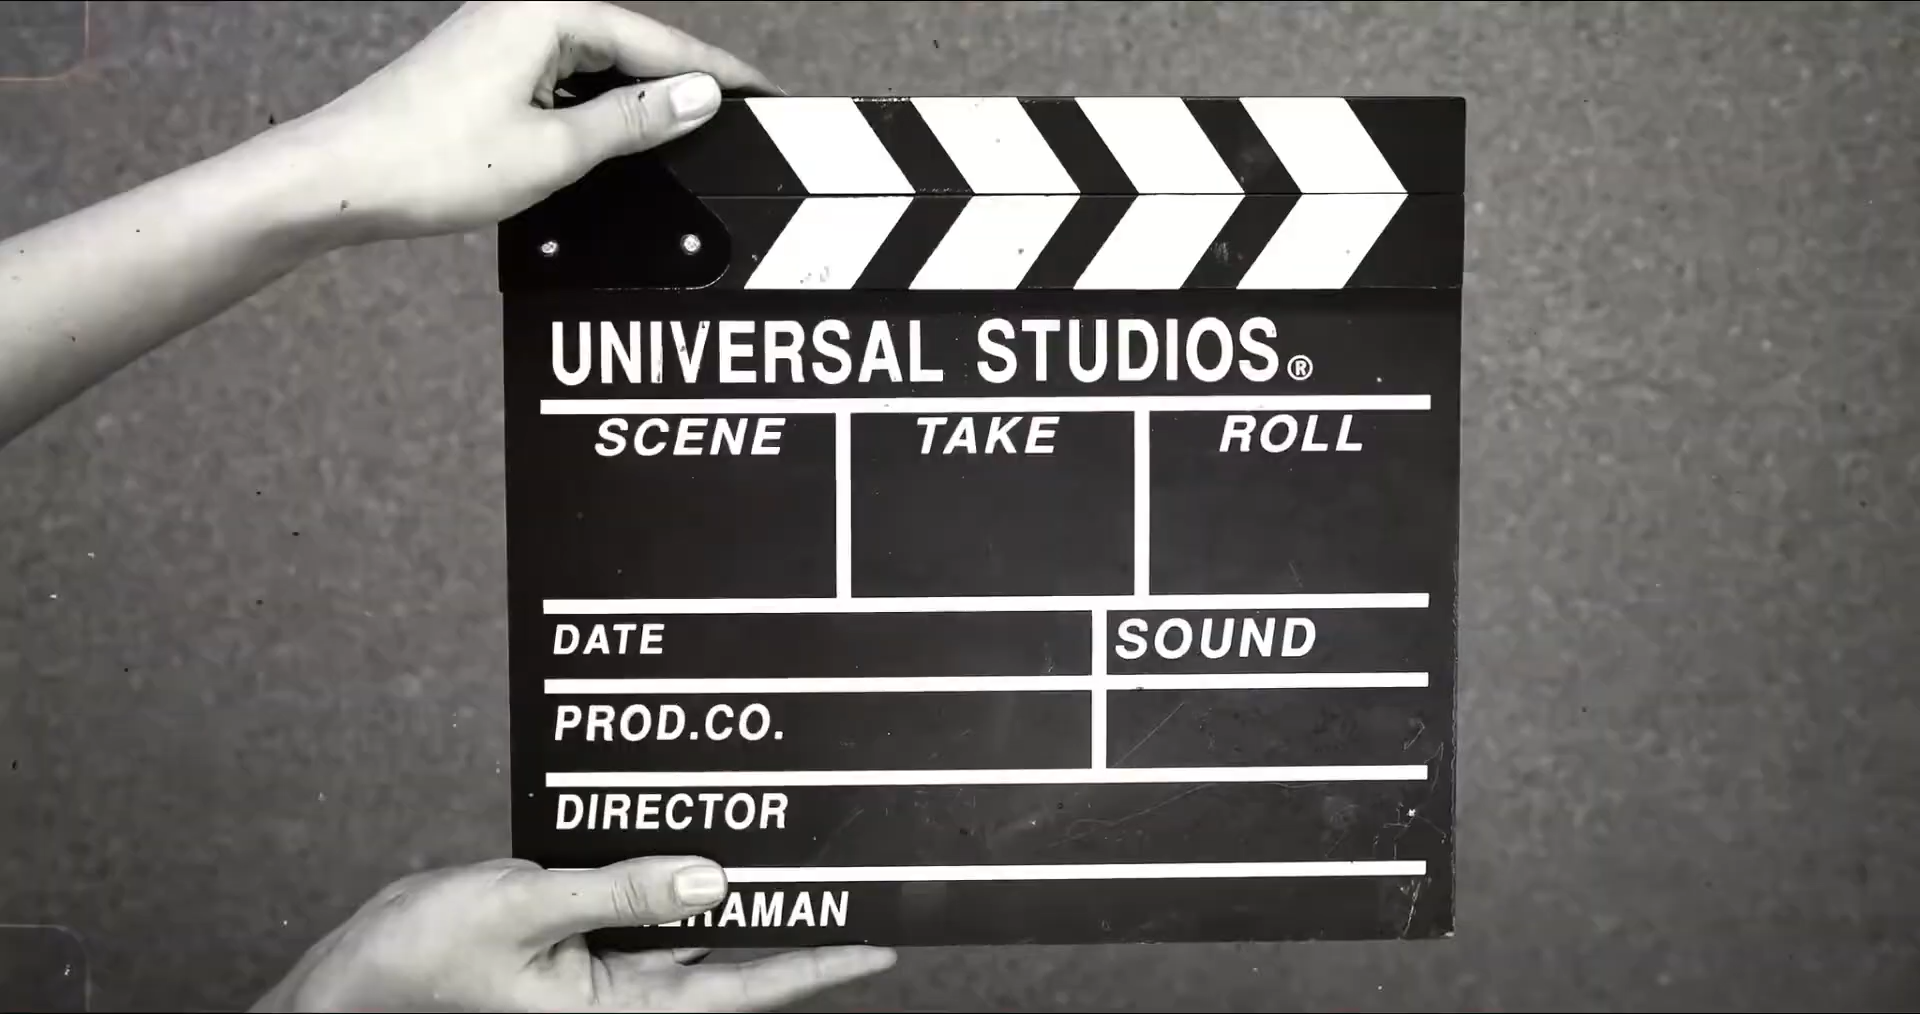 UNIVERSAL STUDIOS®
SCENE TAKE ROLL
DATE SOUND
PROD.CO.
DIRECTOR